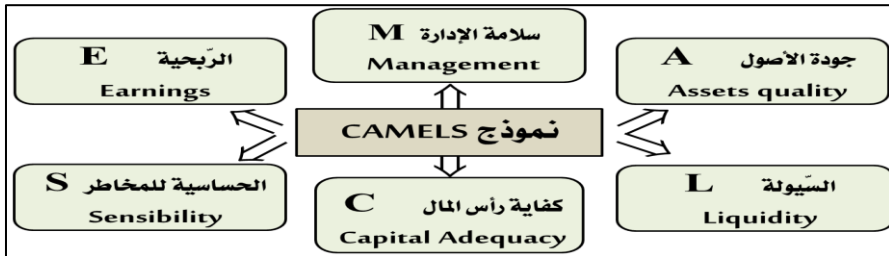 M سلامة الإدارة
Management
E الرّبحية
Earnings
A جودة الأصول
Assets quality
نموذج CAMELS
S الحساسية للمخاطر
Sensibility
C كفاية رأس المال
Capital Adequacy
L السّيولة
Liquidity